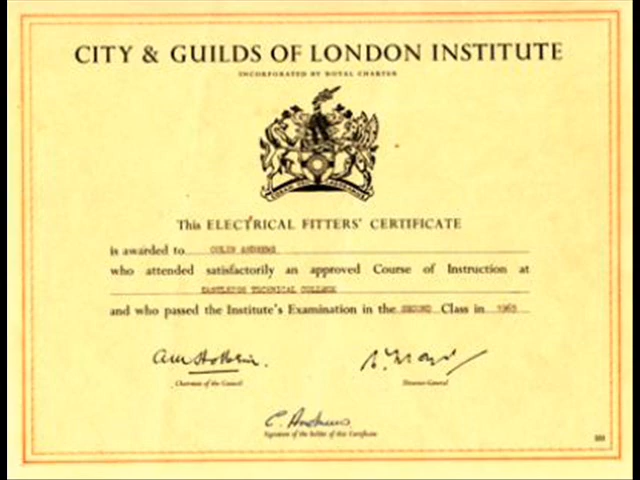 CITY & GUILDS OF LONDON INSTITUTE
INCORPORATED BY ROYAL CHARTER
This ELECTRICAL FITTERS' CERTIFICATE
is awarded to COLIN ANDREWS
who attended satisfactorily an approved Course of Instruction at
EASTLEIGH TECHNICAL COLLEGE
and who passed the Institute's Examination in the SECOND Class in 1963
Chairman of the Council
Director-General
C. Andrews
Signature of the holder of this Certificate